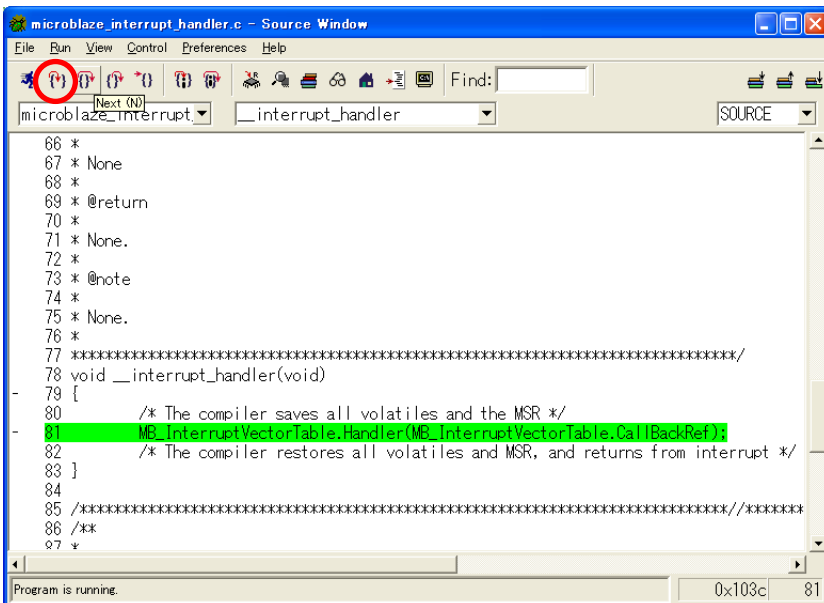 microblaze_interrupt_handler.c - Source Window
File Run View Control Preferences Help
Find:
Next (N)
microblaze_interrupt_ __interrupt_handler SOURCE
66 *
67 * None
68 *
69 * @return
70 *
71 * None.
72 *
73 * @note
74 *
75 * None.
76 *
77 ******************************************************************************/
78 void __interrupt_handler(void)
- 79 {
80 /* The compiler saves all volatiles and the MSR */
- 81 MB_InterruptVectorTable.Handler(MB_InterruptVectorTable.CallBackRef);
82 /* The compiler restores all volatiles and MSR, and returns from interrupt */
83 }
84
85 /*****************************************************************************//*******
86 /**
87 *
Program is running. 0x103c 81